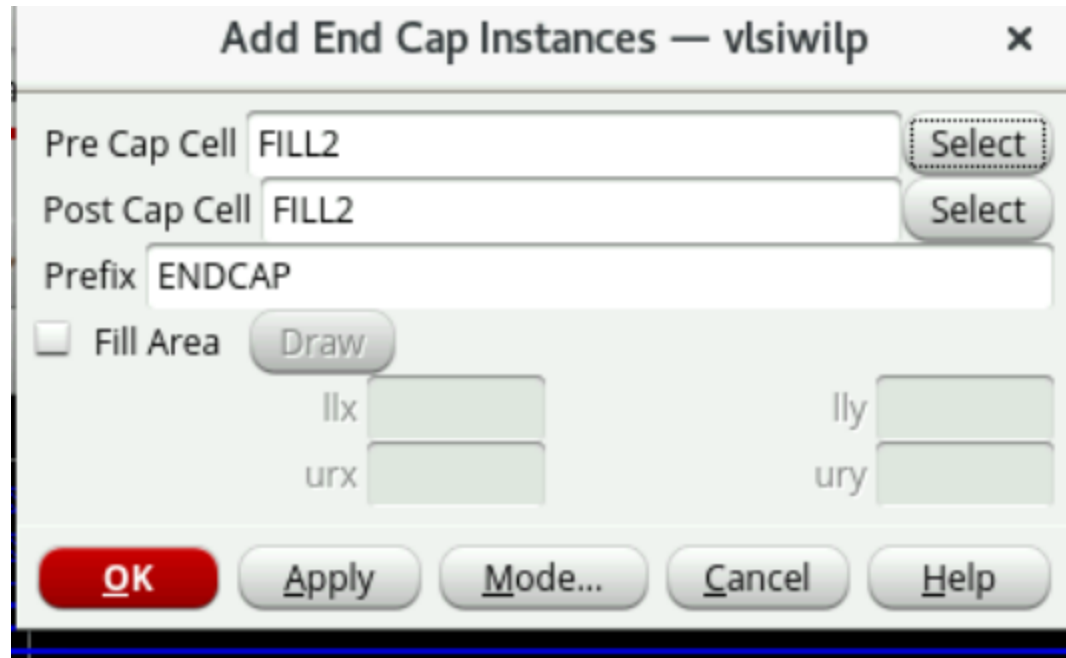 Add End Cap Instances — vlsiwilp ×
Pre Cap Cell FILL2 Select
Post Cap Cell FILL2 Select
Prefix ENDCAP
Fill Area Draw
llx lly
urx ury
OK Apply Mode... Cancel Help